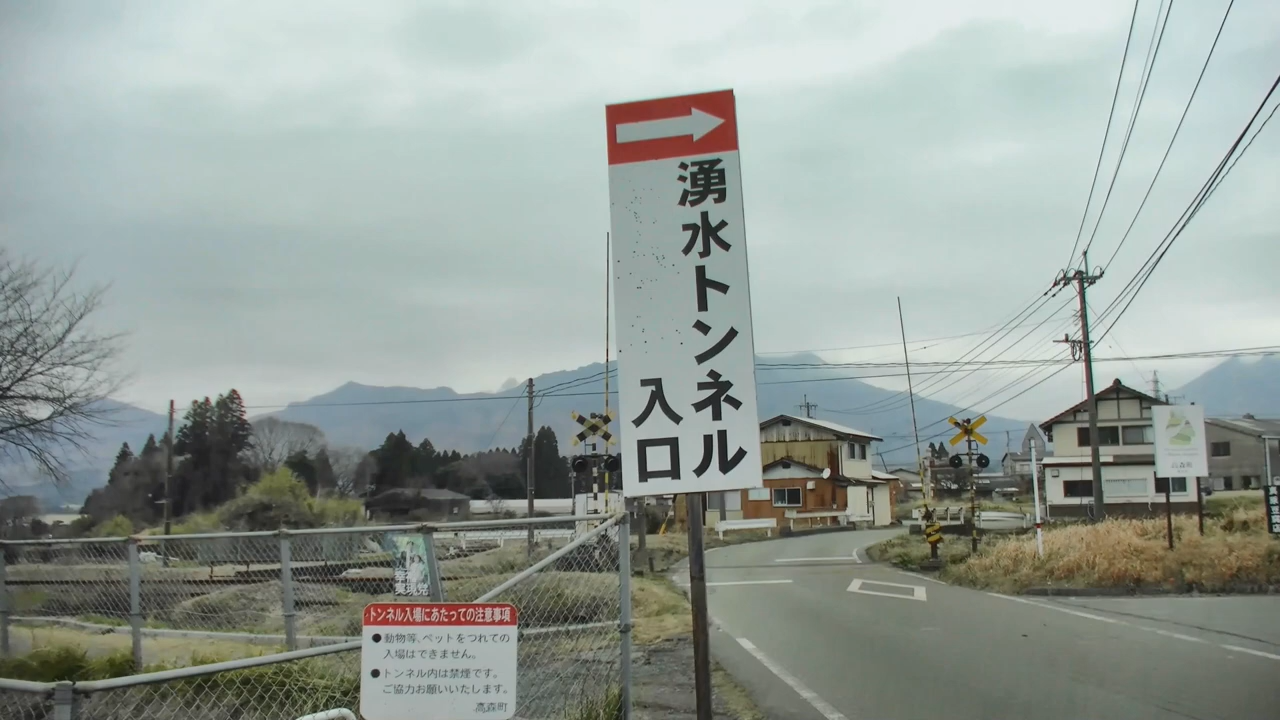 湧水トンネル
入口
トンネル入場にあたっての注意事項
●動物等、ペットをつれての
入場はできません。
●トンネル内は禁煙です。
ご協力お願いいたします。
高森町
高森町